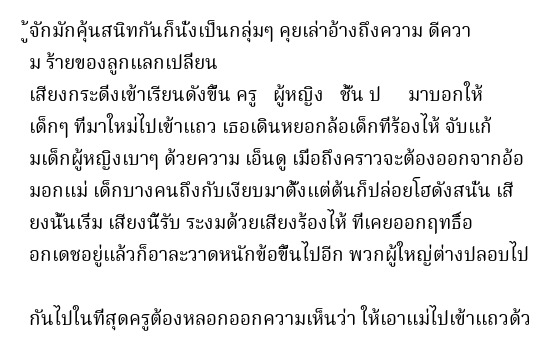 ู้จักมักคุ้นสนิทกันก็นั่งเป็นกลุ่มๆ คุยเล่าอ้างถึงความ ดีควา
ม ร้ายของลูกแลกเปลี่ยน
เสียงกระดึ่งเข้าเรียนดังขึ้น ครู ผู้หญิง ชั้น ป มาบอกให้
เด็กๆ ที่มาใหม่ไปเข้าแถว เธอเดินหยอกล้อเด็กที่ร้องไห้ จับแก้
มเด็กผู้หญิงเบาๆ ด้วยความ เอ็นดู เมื่อถึงคราวจะต้องออกจากอ้อ
มอกแม่ เด็กบางคนถึงกับเงียบมาตั้งแต่ต้นก็ปล่อยโฮดังสนั่น เสี
ยงนั้นเริ่ม เสียงนี้รับ ระงมด้วยเสียงร้องไห้ ที่เคยออกฤทธิ์อ
อกเดชอยู่แล้วก็อาละวาดหนักข้อขึ้นไปอีก พวกผู้ใหญ่ต่างปลอบไป
กันไปในที่สุดครูต้องหลอกออกความเห็นว่า ให้เอาแม่ไปเข้าแถวด้ว